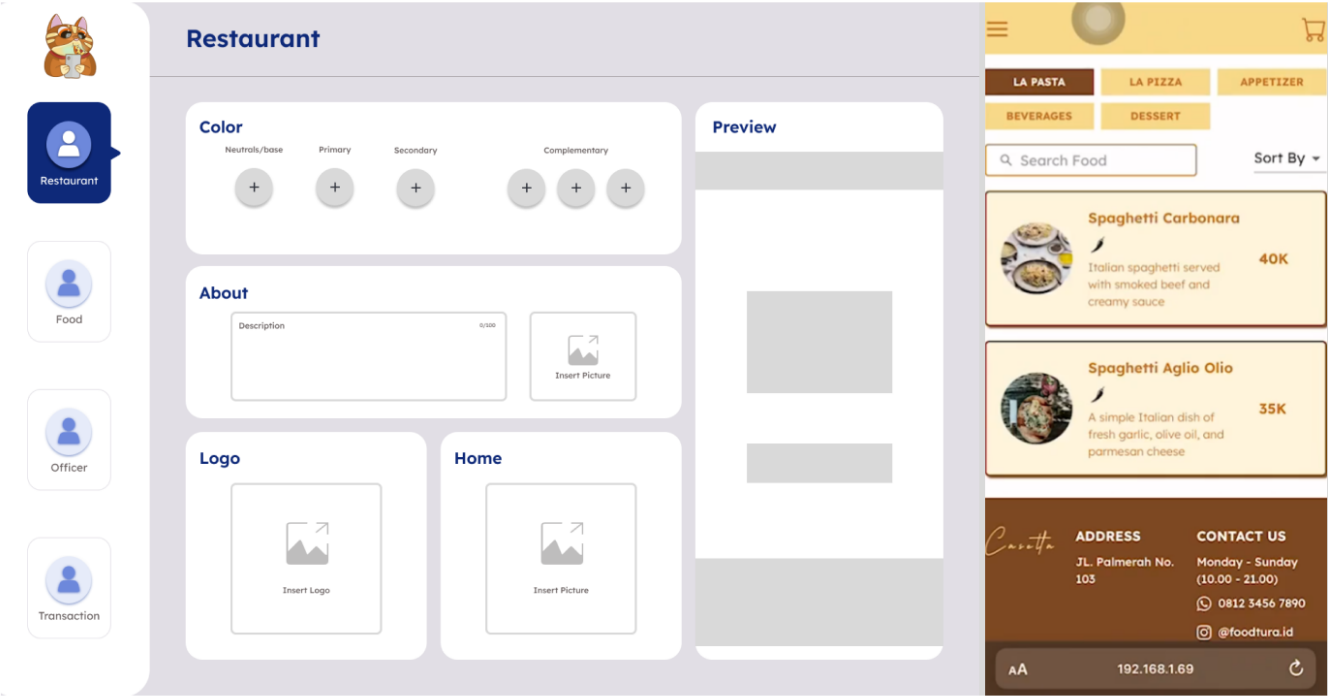 Restaurant
Restaurant
Food
Officer
Transaction
Color
Neutrals/base
Primary
Secondary
Complementary
+
+
+
+
+
+
About
Description
0/100
Insert Picture
Logo
Insert Logo
Home
Insert Picture
Preview
LA PASTA
LA PIZZA
APPETIZER
BEVERAGES
DESSERT
Search Food
Sort By
Spaghetti Carbonara
Italian spaghetti served
with smoked beef and
creamy sauce
40K
Spaghetti Aglio Olio
A simple Italian dish of
fresh garlic, olive oil, and
parmesan cheese
35K
Casetta
ADDRESS
JL. Palmerah No.
103
CONTACT US
Monday - Sunday
(10.00 - 21.00)
0812 3456 7890
@foodtura.id
AA
192.168.1.69